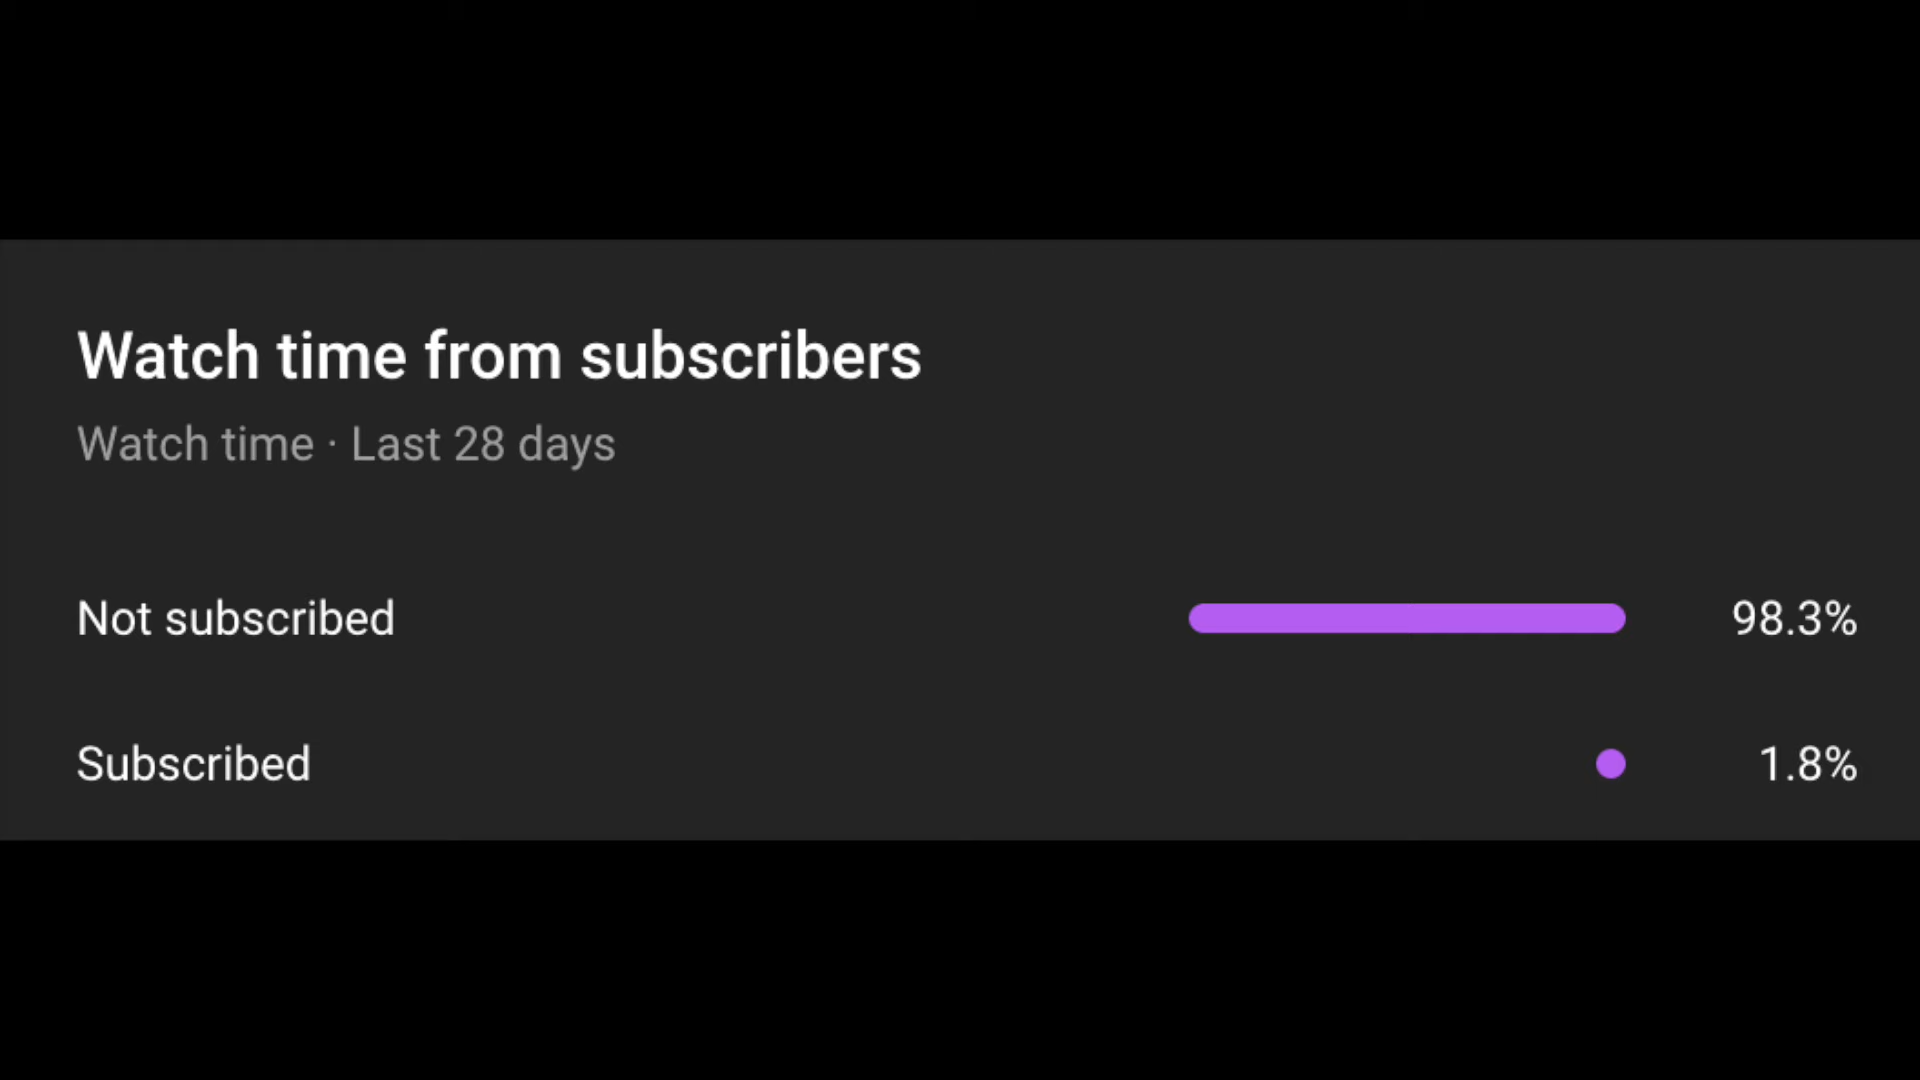 Watch time from subscribers
Watch time · Last 28 days
Not subscribed 98.3%
Subscribed 1.8%